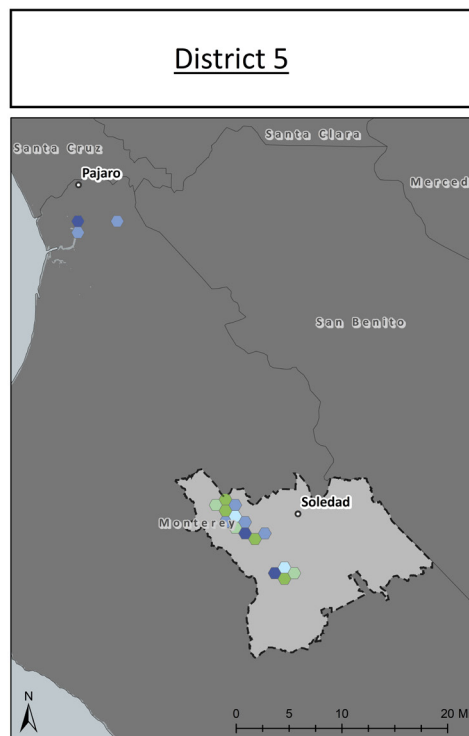 District 5
Santa Clara
Santa Cruz
Pajaro
Merced
San Benito
Soledad
Monterey
N
0 5 10 20 M